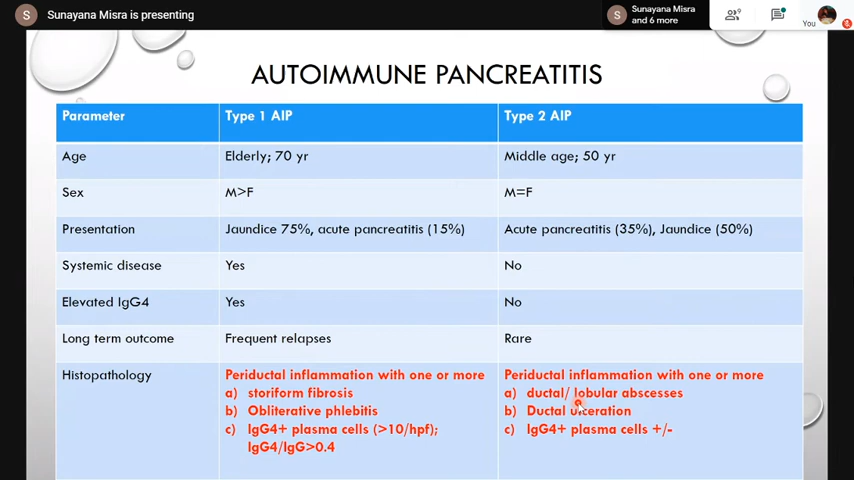 S Sunayana Misra is presenting
S Sunayana Misra and 6 more
9
You
AUTOIMMUNE PANCREATITIS
Parameter Type 1 AIP Type 2 AIP
Age Elderly; 70 yr Middle age; 50 yr
Sex M>F M=F
Presentation Jaundice 75%, acute pancreatitis (15%) Acute pancreatitis (35%), Jaundice (50%)
Systemic disease Yes No
Elevated IgG4 Yes No
Long term outcome Frequent relapses Rare
Histopathology Periductal inflammation with one or more Periductal inflammation with one or more
a) storiform fibrosis a) ductal/ lobular abscesses
b) Obliterative phlebitis b) Ductal ulceration
c) IgG4+ plasma cells (>10/hpf); c) IgG4+ plasma cells +/-
IgG4/IgG>0.4